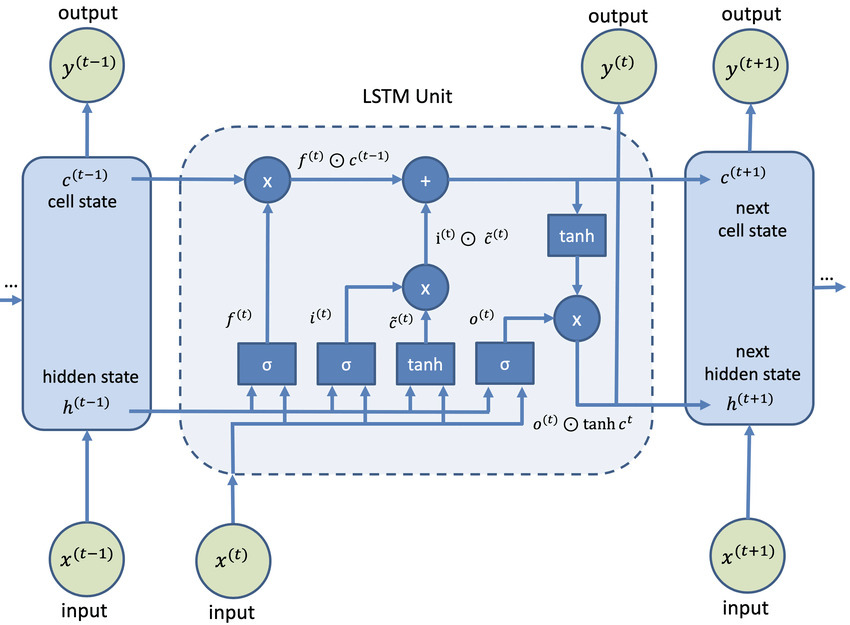 output
output
output
y^(t−1)
y^(t)
y^(t+1)
LSTM Unit
c^(t−1)
cell state
x
f^(t) ⊙ c^(t−1)
+
c^(t+1)
next
cell state
i^(t) ⊙ c̃^(t)
tanh
...
x
...
f^(t)
i^(t)
c̃^(t)
o^(t)
x
σ
σ
tanh
σ
hidden state
h^(t−1)
next
hidden state
h^(t+1)
o^(t) ⊙ tanh c^t
x^(t−1)
x^(t)
x^(t+1)
input
input
input